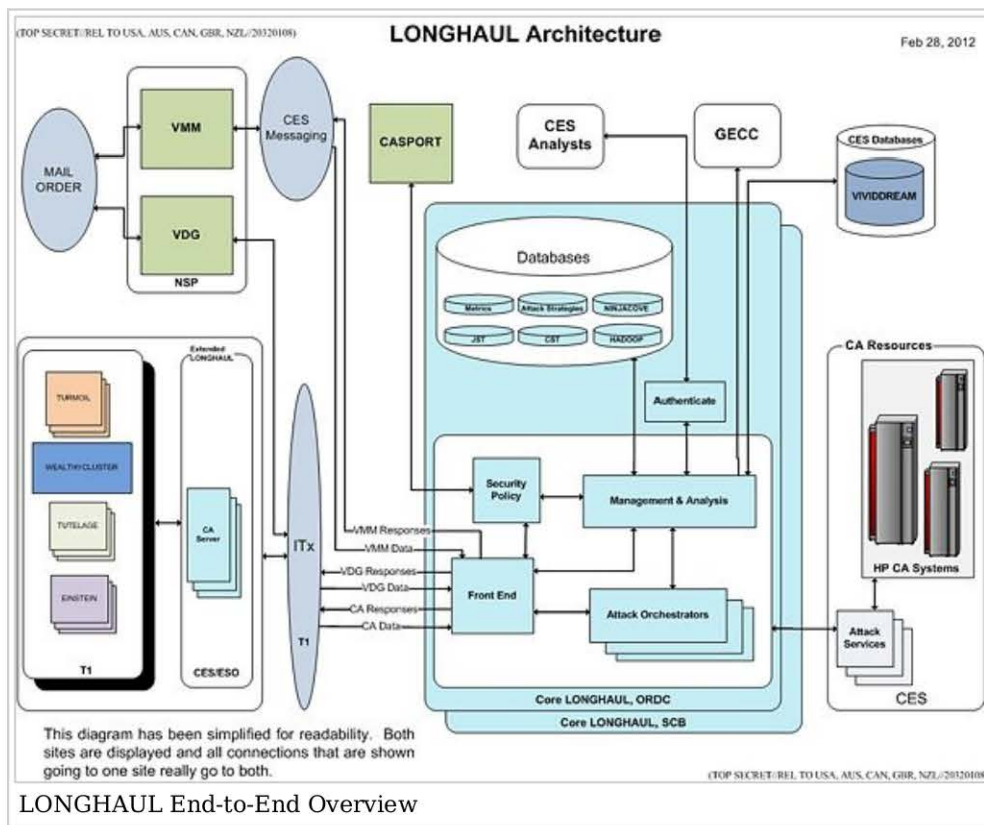 (TOP SECRET//REL TO USA, AUS, CAN, GBR, NZL//20320108)
LONGHAUL Architecture
Feb 28, 2012
VMM
CES
Messaging
MAIL
ORDER
VDG
NSP
CASPORT
CES
Analysts
GECC
CES Databases
VIVIDDREAM
Databases
Metrics
Attack Strategies
NINJACOVE
JST
CST
HADOOP
Authenticate
Extended
LONGHAUL
TURMOIL
WEALTHYCLUSTER
TUTELAGE
EINSTEIN
T1
CA
Server
CES/ESO
ITx
T1
VMM Responses
VMM Data
VDG Responses
VDG Data
CA Responses
CA Data
Security
Policy
Management & Analysis
Front End
Attack Orchestrators
Core LONGHAUL, ORDC
Core LONGHAUL, SCB
CA Resources
HP CA Systems
Attack
Services
CES
This diagram has been simplified for readability. Both
sites are displayed and all connections that are shown
going to one site really go to both.
(TOP SECRET//REL TO USA, AUS, CAN, GBR, NZL//20320108)
LONGHAUL End-to-End Overview